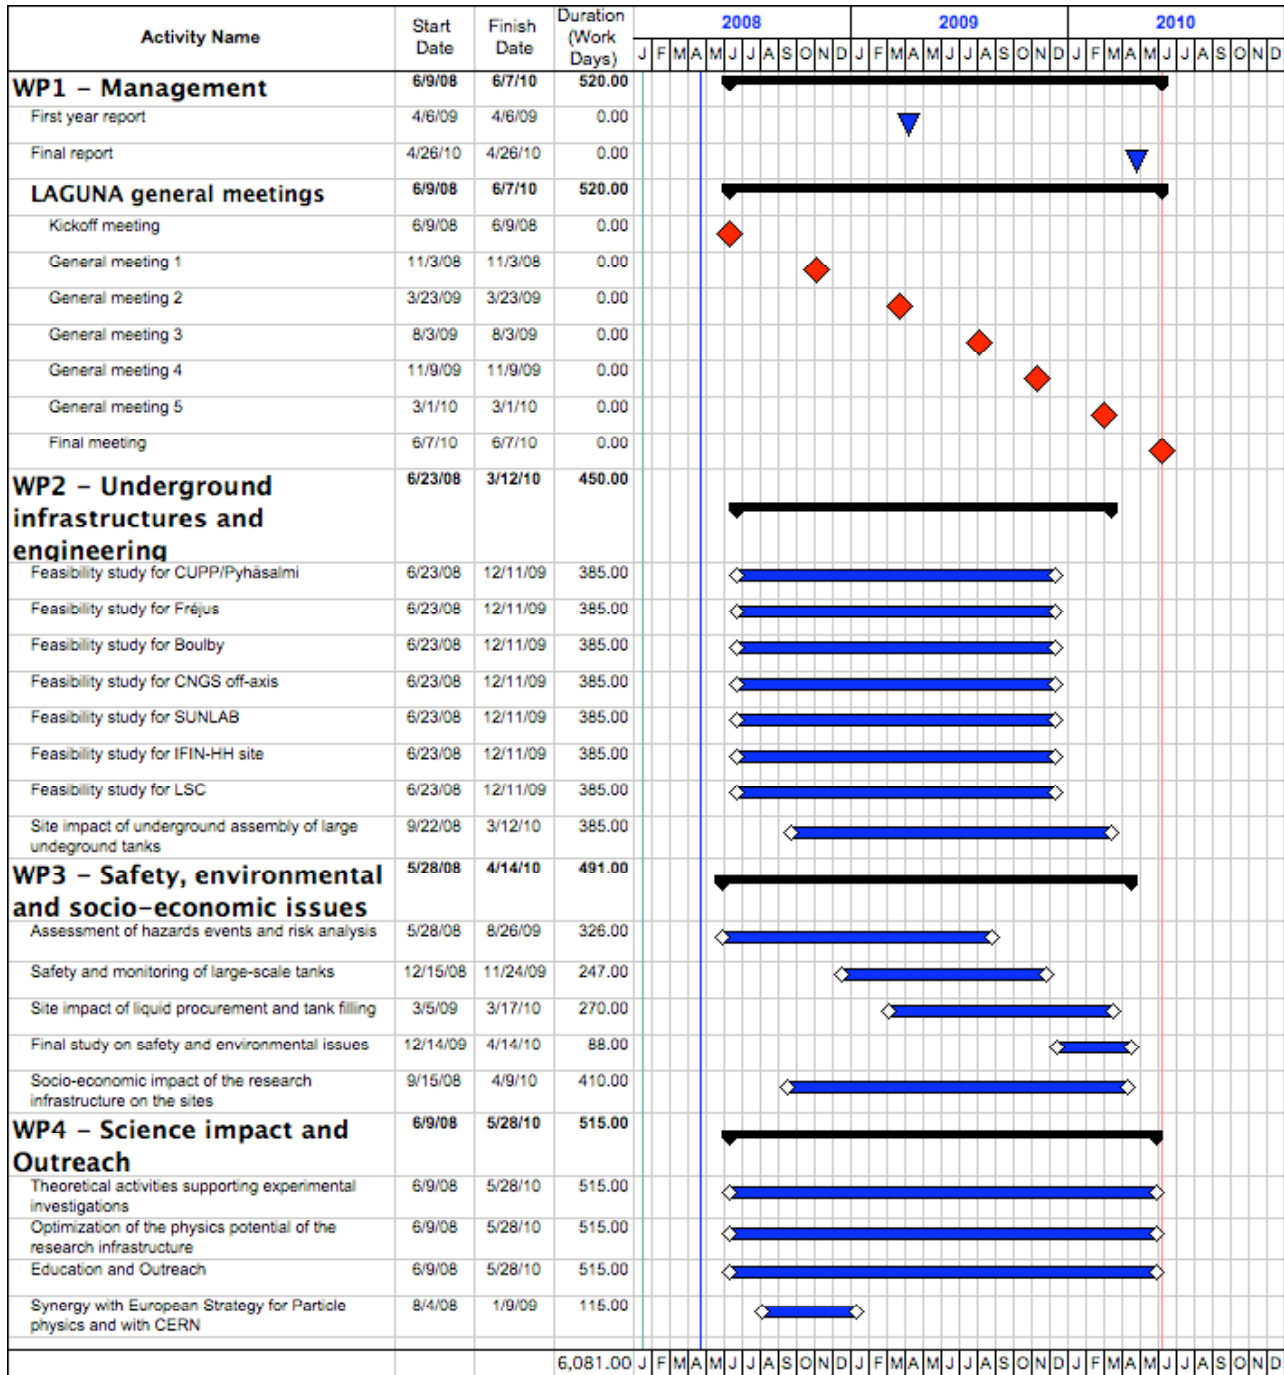 Activity Name Start Date Finish Date Duration (Work Days) 2008 2009 2010
J F M A M J J A S O N D J F M A M J J A S O N D J F M A M J J A S O N D
WP1 – Management 6/9/08 6/7/10 520.00
First year report 4/6/09 4/6/09 0.00
Final report 4/26/10 4/26/10 0.00
LAGUNA general meetings 6/9/08 6/7/10 520.00
Kickoff meeting 6/9/08 6/9/08 0.00
General meeting 1 11/3/08 11/3/08 0.00
General meeting 2 3/23/09 3/23/09 0.00
General meeting 3 8/3/09 8/3/09 0.00
General meeting 4 11/9/09 11/9/09 0.00
General meeting 5 3/1/10 3/1/10 0.00
Final meeting 6/7/10 6/7/10 0.00
WP2 – Underground 6/23/08 3/12/10 450.00
infrastructures and
engineering
Feasibility study for CUPP/Pyhäsalmi 6/23/08 12/11/09 385.00
Feasibility study for Fréjus 6/23/08 12/11/09 385.00
Feasibility study for Boulby 6/23/08 12/11/09 385.00
Feasibility study for CNGS off-axis 6/23/08 12/11/09 385.00
Feasibility study for SUNLAB 6/23/08 12/11/09 385.00
Feasibility study for IFIN-HH site 6/23/08 12/11/09 385.00
Feasibility study for LSC 6/23/08 12/11/09 385.00
Site impact of underground assembly of large 9/22/08 3/12/10 385.00
undeground tanks
WP3 – Safety, environmental 5/28/08 4/14/10 491.00
and socio-economic issues
Assessment of hazards events and risk analysis 5/28/08 8/26/09 326.00
Safety and monitoring of large-scale tanks 12/15/08 11/24/09 247.00
Site impact of liquid procurement and tank filling 3/5/09 3/17/10 270.00
Final study on safety and environmental issues 12/14/09 4/14/10 88.00
Socio-economic impact of the research 9/15/08 4/9/10 410.00
infrastructure on the sites
WP4 – Science impact and 6/9/08 5/28/10 515.00
Outreach
Theoretical activities supporting experimental 6/9/08 5/28/10 515.00
investigations
Optimization of the physics potential of the 6/9/08 5/28/10 515.00
research infrastructure
Education and Outreach 6/9/08 5/28/10 515.00
Synergy with European Strategy for Particle 8/4/08 1/9/09 115.00
physics and with CERN
6,081.00 J F M A M J J A S O N D J F M A M J J A S O N D J F M A M J J A S O N D